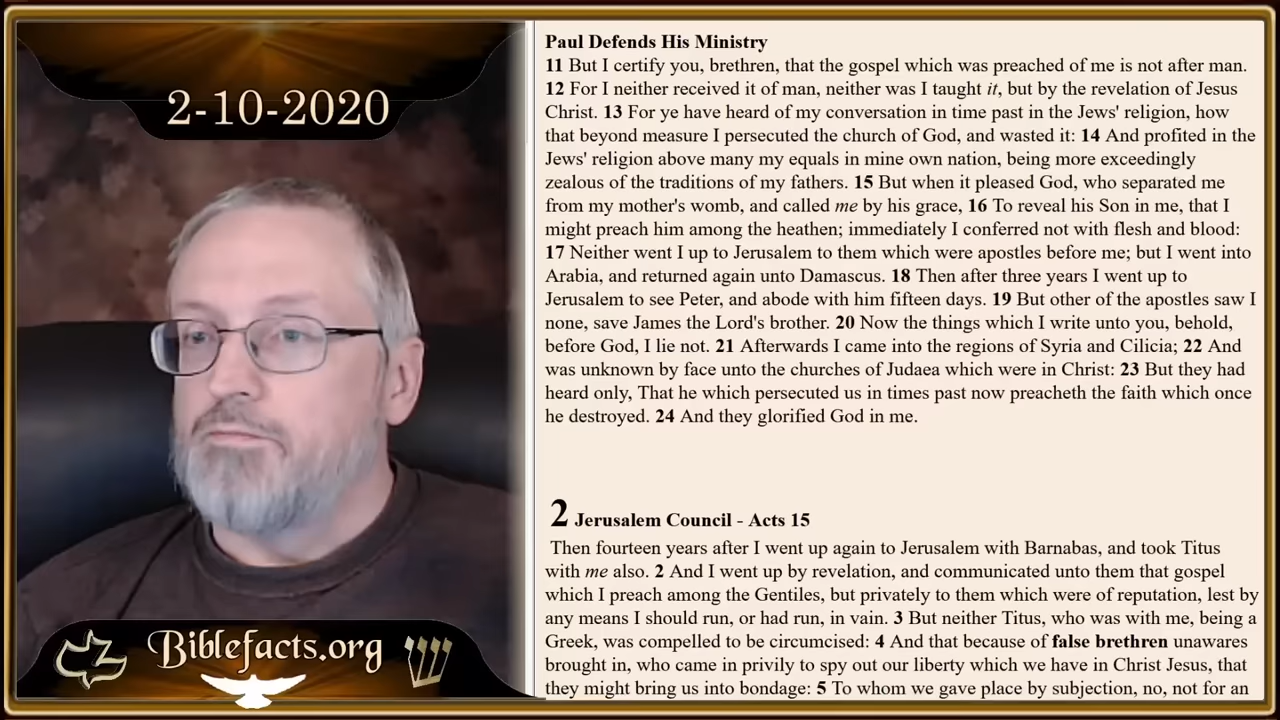 2-10-2020
Biblefacts.org
ש
Paul Defends His Ministry
11 But I certify you, brethren, that the gospel which was preached of me is not after man.
12 For I neither received it of man, neither was I taught it, but by the revelation of Jesus
Christ. 13 For ye have heard of my conversation in time past in the Jews' religion, how
that beyond measure I persecuted the church of God, and wasted it: 14 And profited in the
Jews' religion above many my equals in mine own nation, being more exceedingly
zealous of the traditions of my fathers. 15 But when it pleased God, who separated me
from my mother's womb, and called me by his grace, 16 To reveal his Son in me, that I
might preach him among the heathen; immediately I conferred not with flesh and blood:
17 Neither went I up to Jerusalem to them which were apostles before me; but I went into
Arabia, and returned again unto Damascus. 18 Then after three years I went up to
Jerusalem to see Peter, and abode with him fifteen days. 19 But other of the apostles saw I
none, save James the Lord's brother. 20 Now the things which I write unto you, behold,
before God, I lie not. 21 Afterwards I came into the regions of Syria and Cilicia; 22 And
was unknown by face unto the churches of Judaea which were in Christ: 23 But they had
heard only, That he which persecuted us in times past now preacheth the faith which once
he destroyed. 24 And they glorified God in me.
2 Jerusalem Council - Acts 15
Then fourteen years after I went up again to Jerusalem with Barnabas, and took Titus
with me also. 2 And I went up by revelation, and communicated unto them that gospel
which I preach among the Gentiles, but privately to them which were of reputation, lest by
any means I should run, or had run, in vain. 3 But neither Titus, who was with me, being a
Greek, was compelled to be circumcised: 4 And that because of false brethren unawares
brought in, who came in privily to spy out our liberty which we have in Christ Jesus, that
they might bring us into bondage: 5 To whom we gave place by subjection, no, not for an